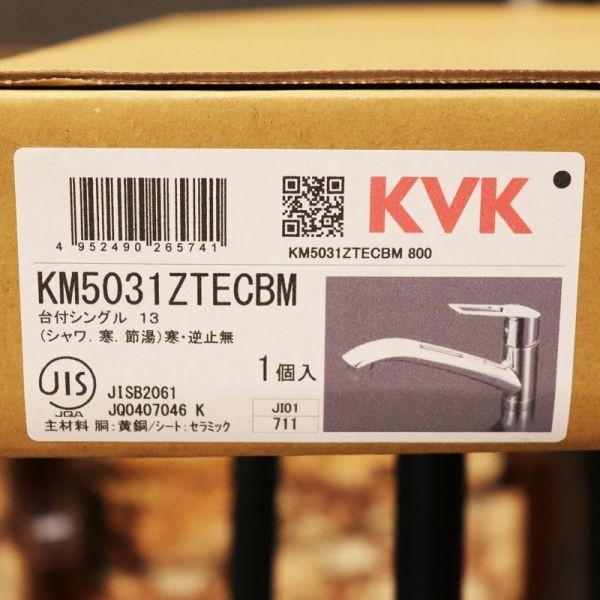 4 952490 265741
KVK
KM5031ZTECBM 800
KM5031ZTECBM
台付シングル 13
(シャワ.寒.節湯)寒・逆止無
1個入
JIS
JQA
JISB2061
JQ0407046 K
JI01
711
主材料 胴:黄銅/シート:セラミック